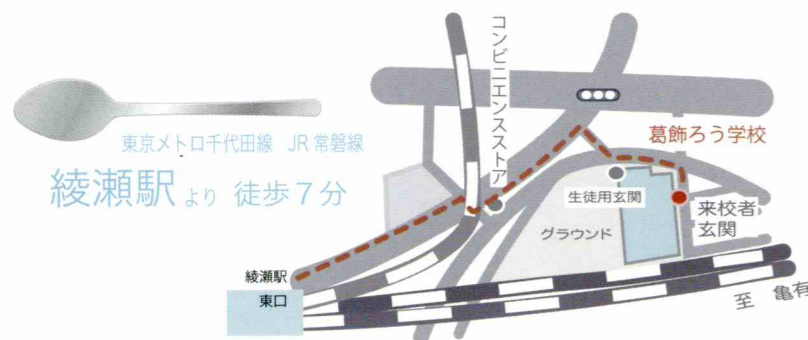 東京メトロ千代田線 JR常磐線
綾瀬駅より 徒歩7分
コンビニエンスストア
葛飾ろう学校
生徒用玄関
来校者
玄関
グラウンド
綾瀬駅
東口
至 亀有